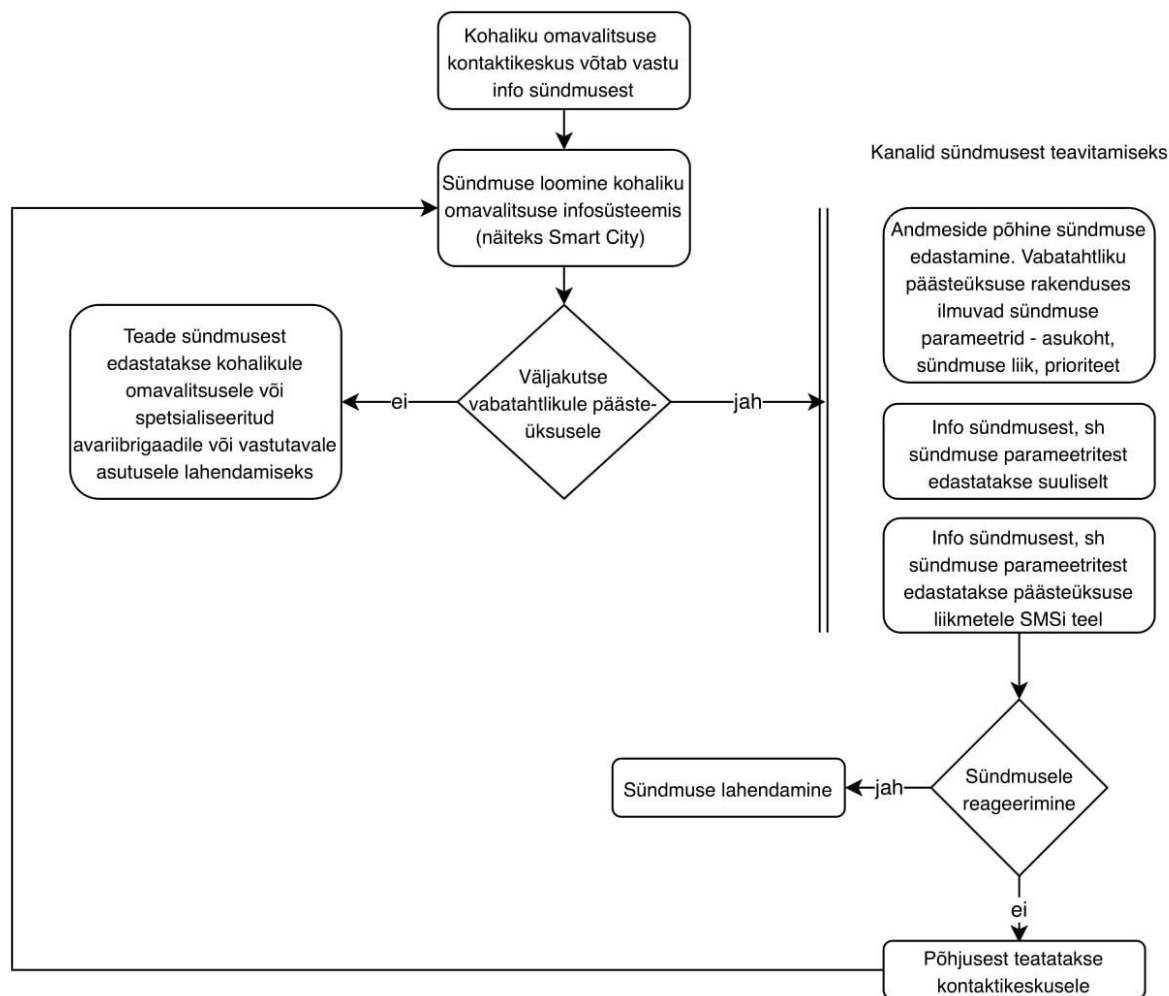 Kohaliku omavalitsuse
kontaktikeskus võtab vastu
info sündmusest
Sündmuse loomine kohaliku
omavalitsuse infosüsteemis
(näiteks Smart City)
Teade sündmusest
edastatakse kohalikule
omavalitsusele või
spetsialiseeritud
avariibrigaadile või vastutavale
asutusele lahendamiseks
ei
Väljakutse
vabatahtlikule pääste-
üksusele
jah
Kanalid sündmusest teavitamiseks
Andmeside põhine sündmuse
edastamine. Vabatahtliku
päästeüksuse rakenduses
ilmuvad sündmuse
parameetrid - asukoht,
sündmuse liik, prioriteet
Info sündmusest, sh
sündmuse parameetritest
edastatakse suuliselt
Info sündmusest, sh
sündmuse parameetritest
edastatakse päästeüksuse
liikmetele SMSi teel
Sündmuse lahendamine
jah
Sündmusele
reageerimine
ei
Põhjusest teatatakse
kontaktikeskusele